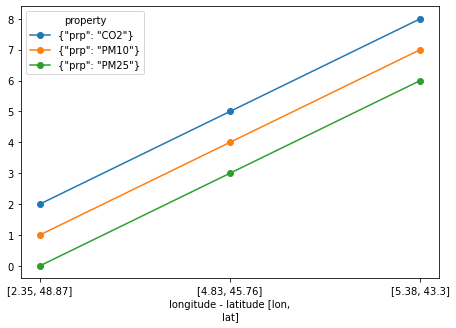 property
{"prp": "CO2"}
{"prp": "PM10"}
{"prp": "PM25"}
8
7
6
5
4
3
2
1
0
[2.35, 48.87]
[4.83, 45.76]
[5.38, 43.3]
longitude - latitude [lon,
lat]